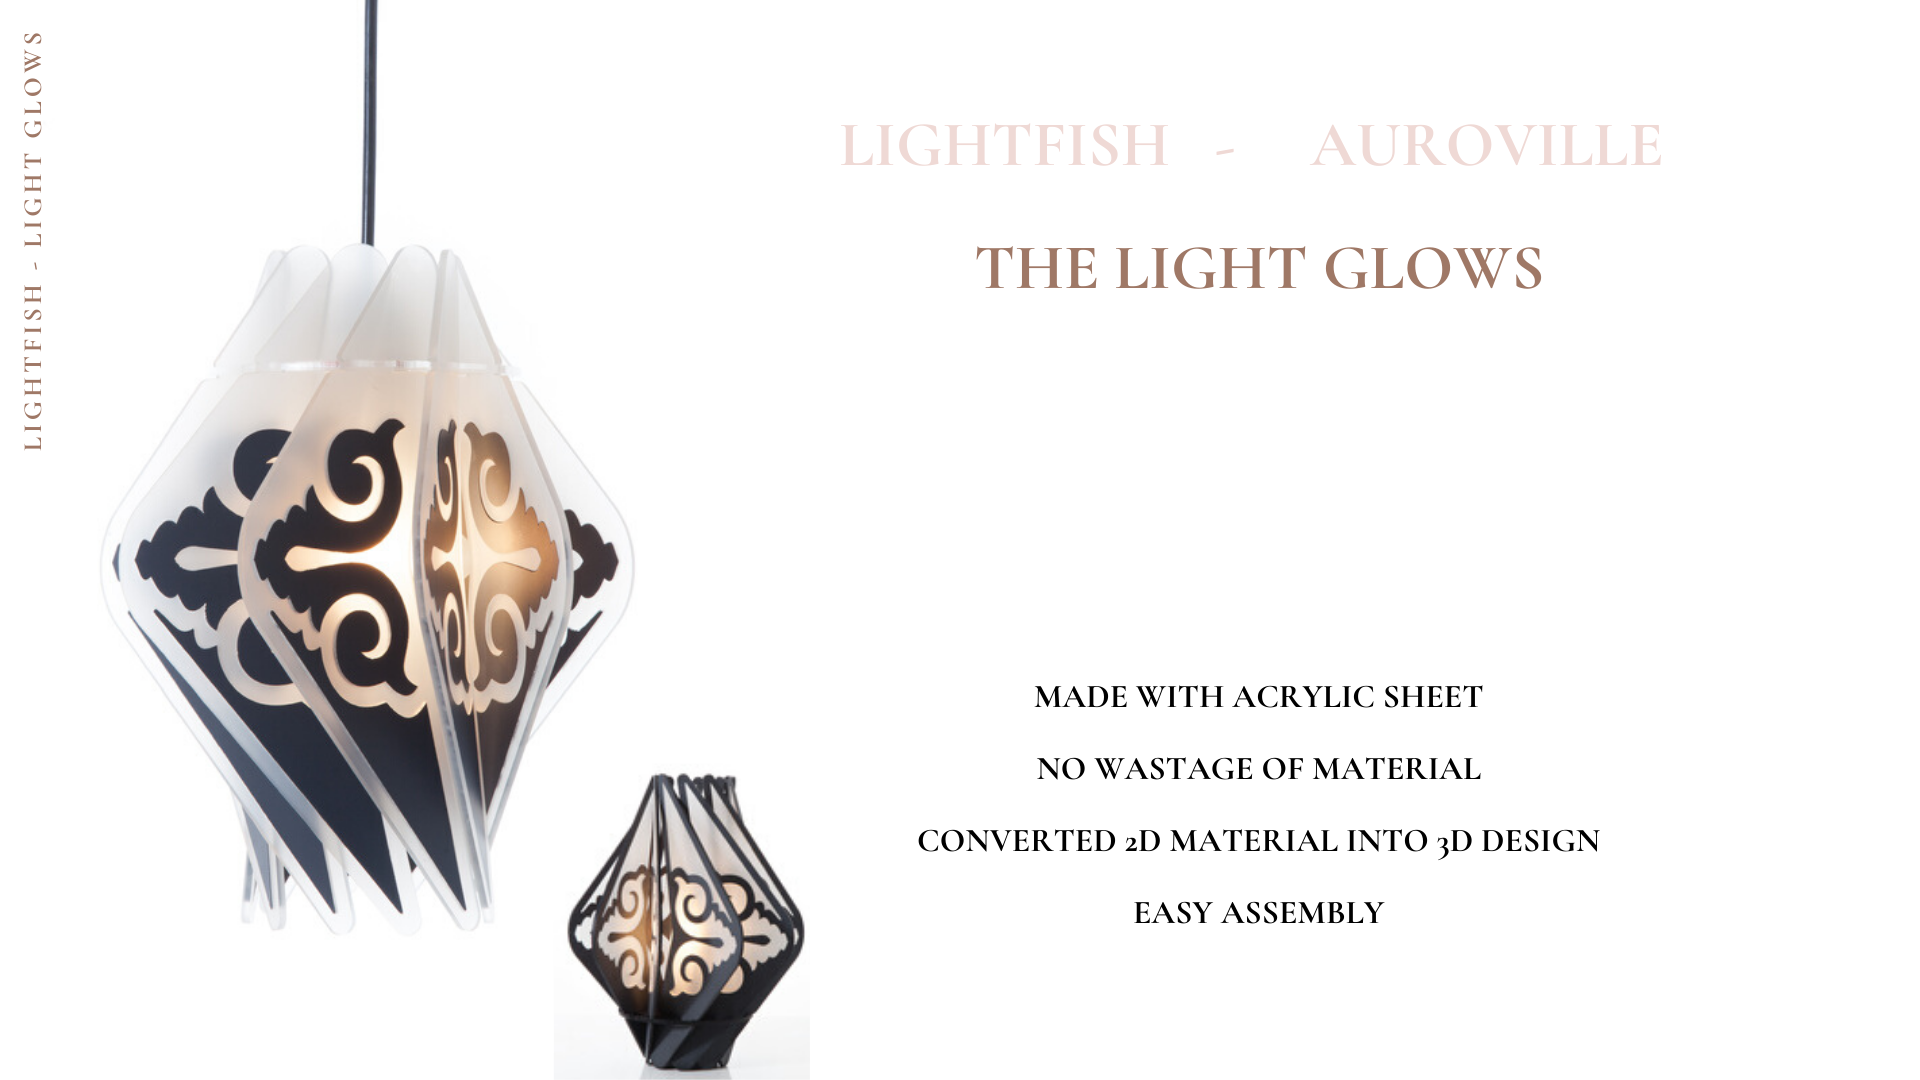 LIGHTFISH - LIGHT GLOWS
LIGHTFISH - AUROVILLE
THE LIGHT GLOWS
MADE WITH ACRYLIC SHEET
NO WASTAGE OF MATERIAL
CONVERTED 2D MATERIAL INTO 3D DESIGN
EASY ASSEMBLY